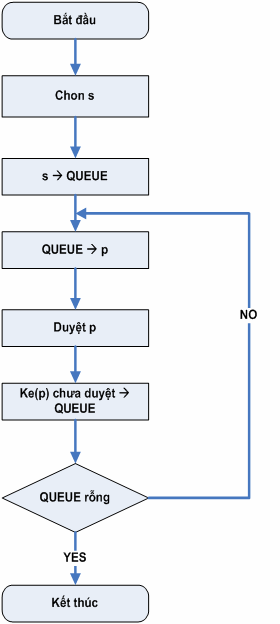 Bắt đầu
Chon s
s → QUEUE
QUEUE → p
NO
Duyệt p
Ke(p) chưa duyệt →
QUEUE
QUEUE rỗng
YES
Kết thúc